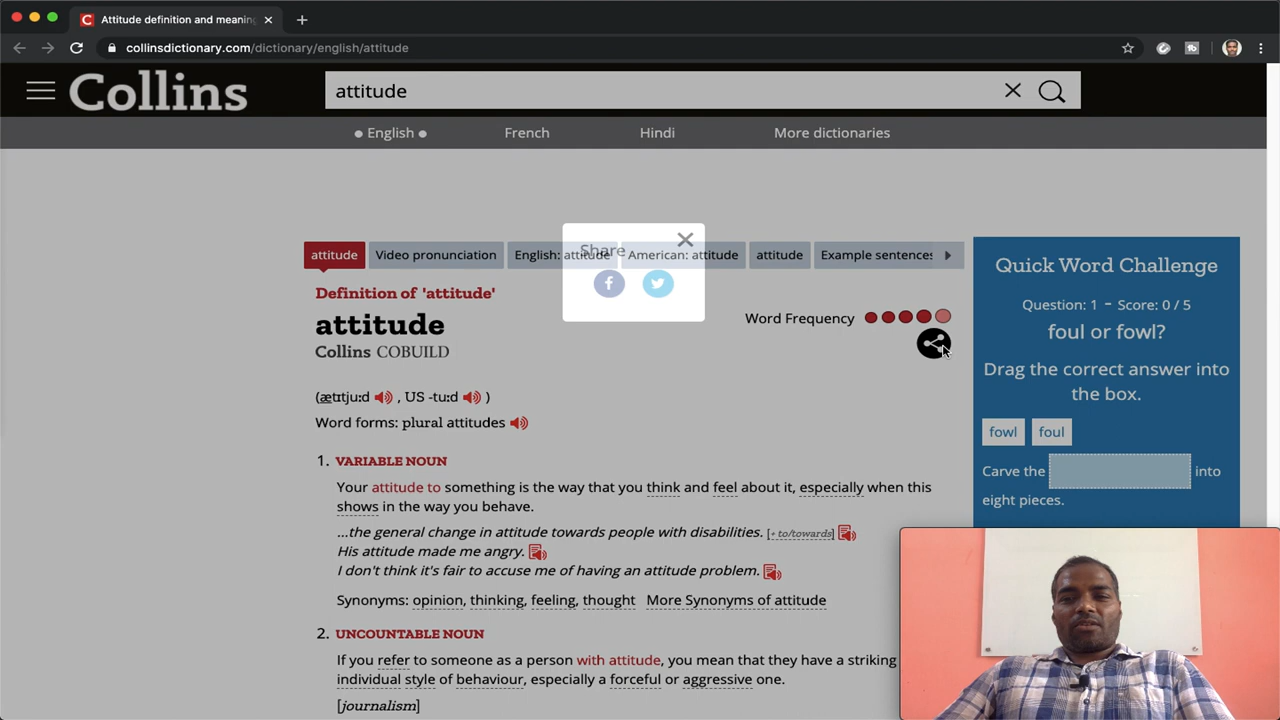 Attitude definition and meaning
collinsdictionary.com/dictionary/english/attitude
Collins
attitude
● English ●
French
Hindi
More dictionaries
attitude
Video pronunciation
English: attitude
American: attitude
attitude
Example sentences
Share
Definition of 'attitude'
attitude
Collins COBUILD
Word Frequency
(ætɪtjuːd , US -tuːd )
Word forms: plural attitudes
1. VARIABLE NOUN
Your attitude to something is the way that you think and feel about it, especially when this
shows in the way you behave.
...the general change in attitude towards people with disabilities. [+ to/towards]
His attitude made me angry.
I don't think it's fair to accuse me of having an attitude problem.
Synonyms: opinion, thinking, feeling, thought More Synonyms of attitude
2. UNCOUNTABLE NOUN
If you refer to someone as a person with attitude, you mean that they have a striking
individual style of behaviour, especially a forceful or aggressive one.
[journalism]
Quick Word Challenge
Question: 1 - Score: 0 / 5
foul or fowl?
Drag the correct answer into
the box.
fowl
foul
Carve the into
eight pieces.